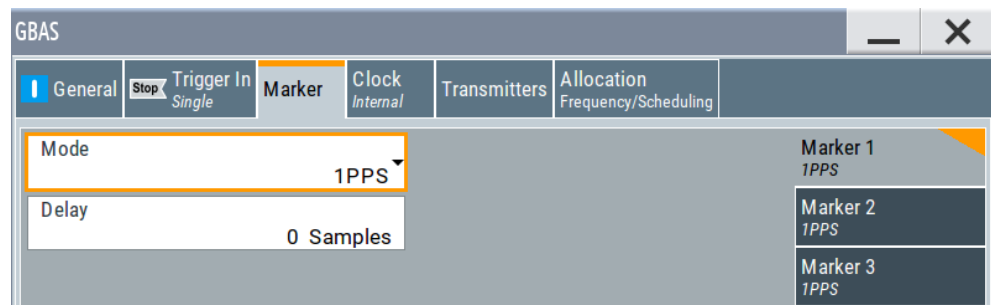 GBAS
General
Stop
Trigger In
Single
Marker
Clock
Internal
Transmitters
Allocation
Frequency/Scheduling
Mode
1PPS
Delay
0 Samples
Marker 1
1PPS
Marker 2
1PPS
Marker 3
1PPS